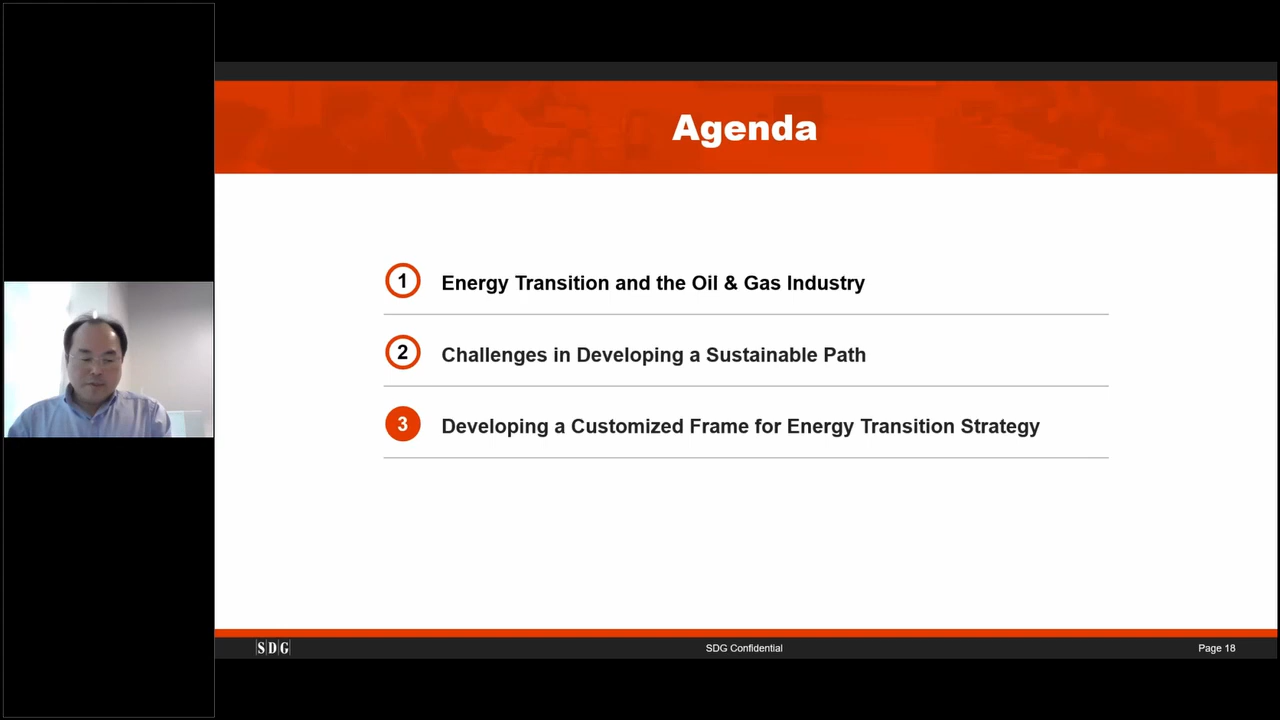 Agenda
1 Energy Transition and the Oil & Gas Industry
2 Challenges in Developing a Sustainable Path
3 Developing a Customized Frame for Energy Transition Strategy
SDG SDG Confidential Page 18